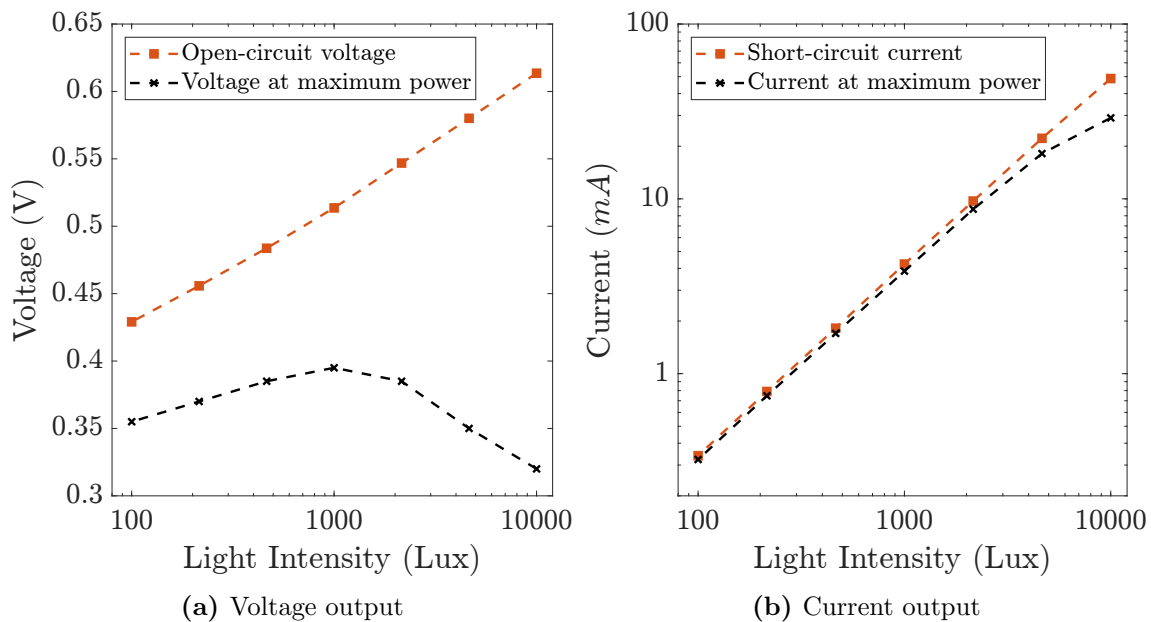 0.65
0.6
0.55
0.5
0.45
0.4
0.35
0.3
Voltage (V)
Open-circuit voltage
Voltage at maximum power
100 1000 10000
Light Intensity (Lux)
(a) Voltage output
100
10
1
Current (mA)
Short-circuit current
Current at maximum power
100 1000 10000
Light Intensity (Lux)
(b) Current output